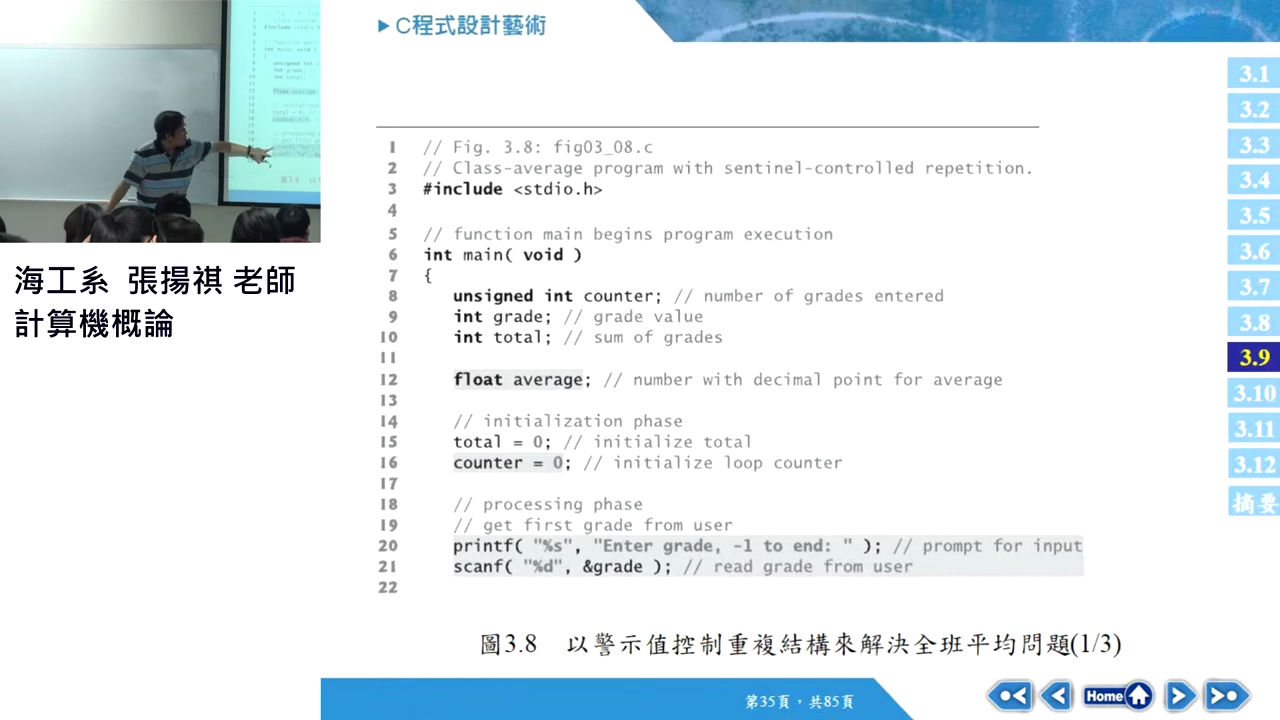 C程式設計藝術
海工系 張揚祺 老師
計算機概論
1 // Fig. 3.8: fig03_08.c
2 // Class-average program with sentinel-controlled repetition.
3 #include <stdio.h>
4
5 // function main begins program execution
6 int main( void )
7 {
8 unsigned int counter; // number of grades entered
9 int grade; // grade value
10 int total; // sum of grades
11
12 float average; // number with decimal point for average
13
14 // initialization phase
15 total = 0; // initialize total
16 counter = 0; // initialize loop counter
17
18 // processing phase
19 // get first grade from user
20 printf( "%s", "Enter grade, -1 to end: " ); // prompt for input
21 scanf( "%d", &grade ); // read grade from user
22
圖3.8 以警示值控制重複結構來解決全班平均問題(1/3)
3.1
3.2
3.3
3.4
3.5
3.6
3.7
3.8
3.9
3.10
3.11
3.12
摘要
第35頁，共85頁
Home